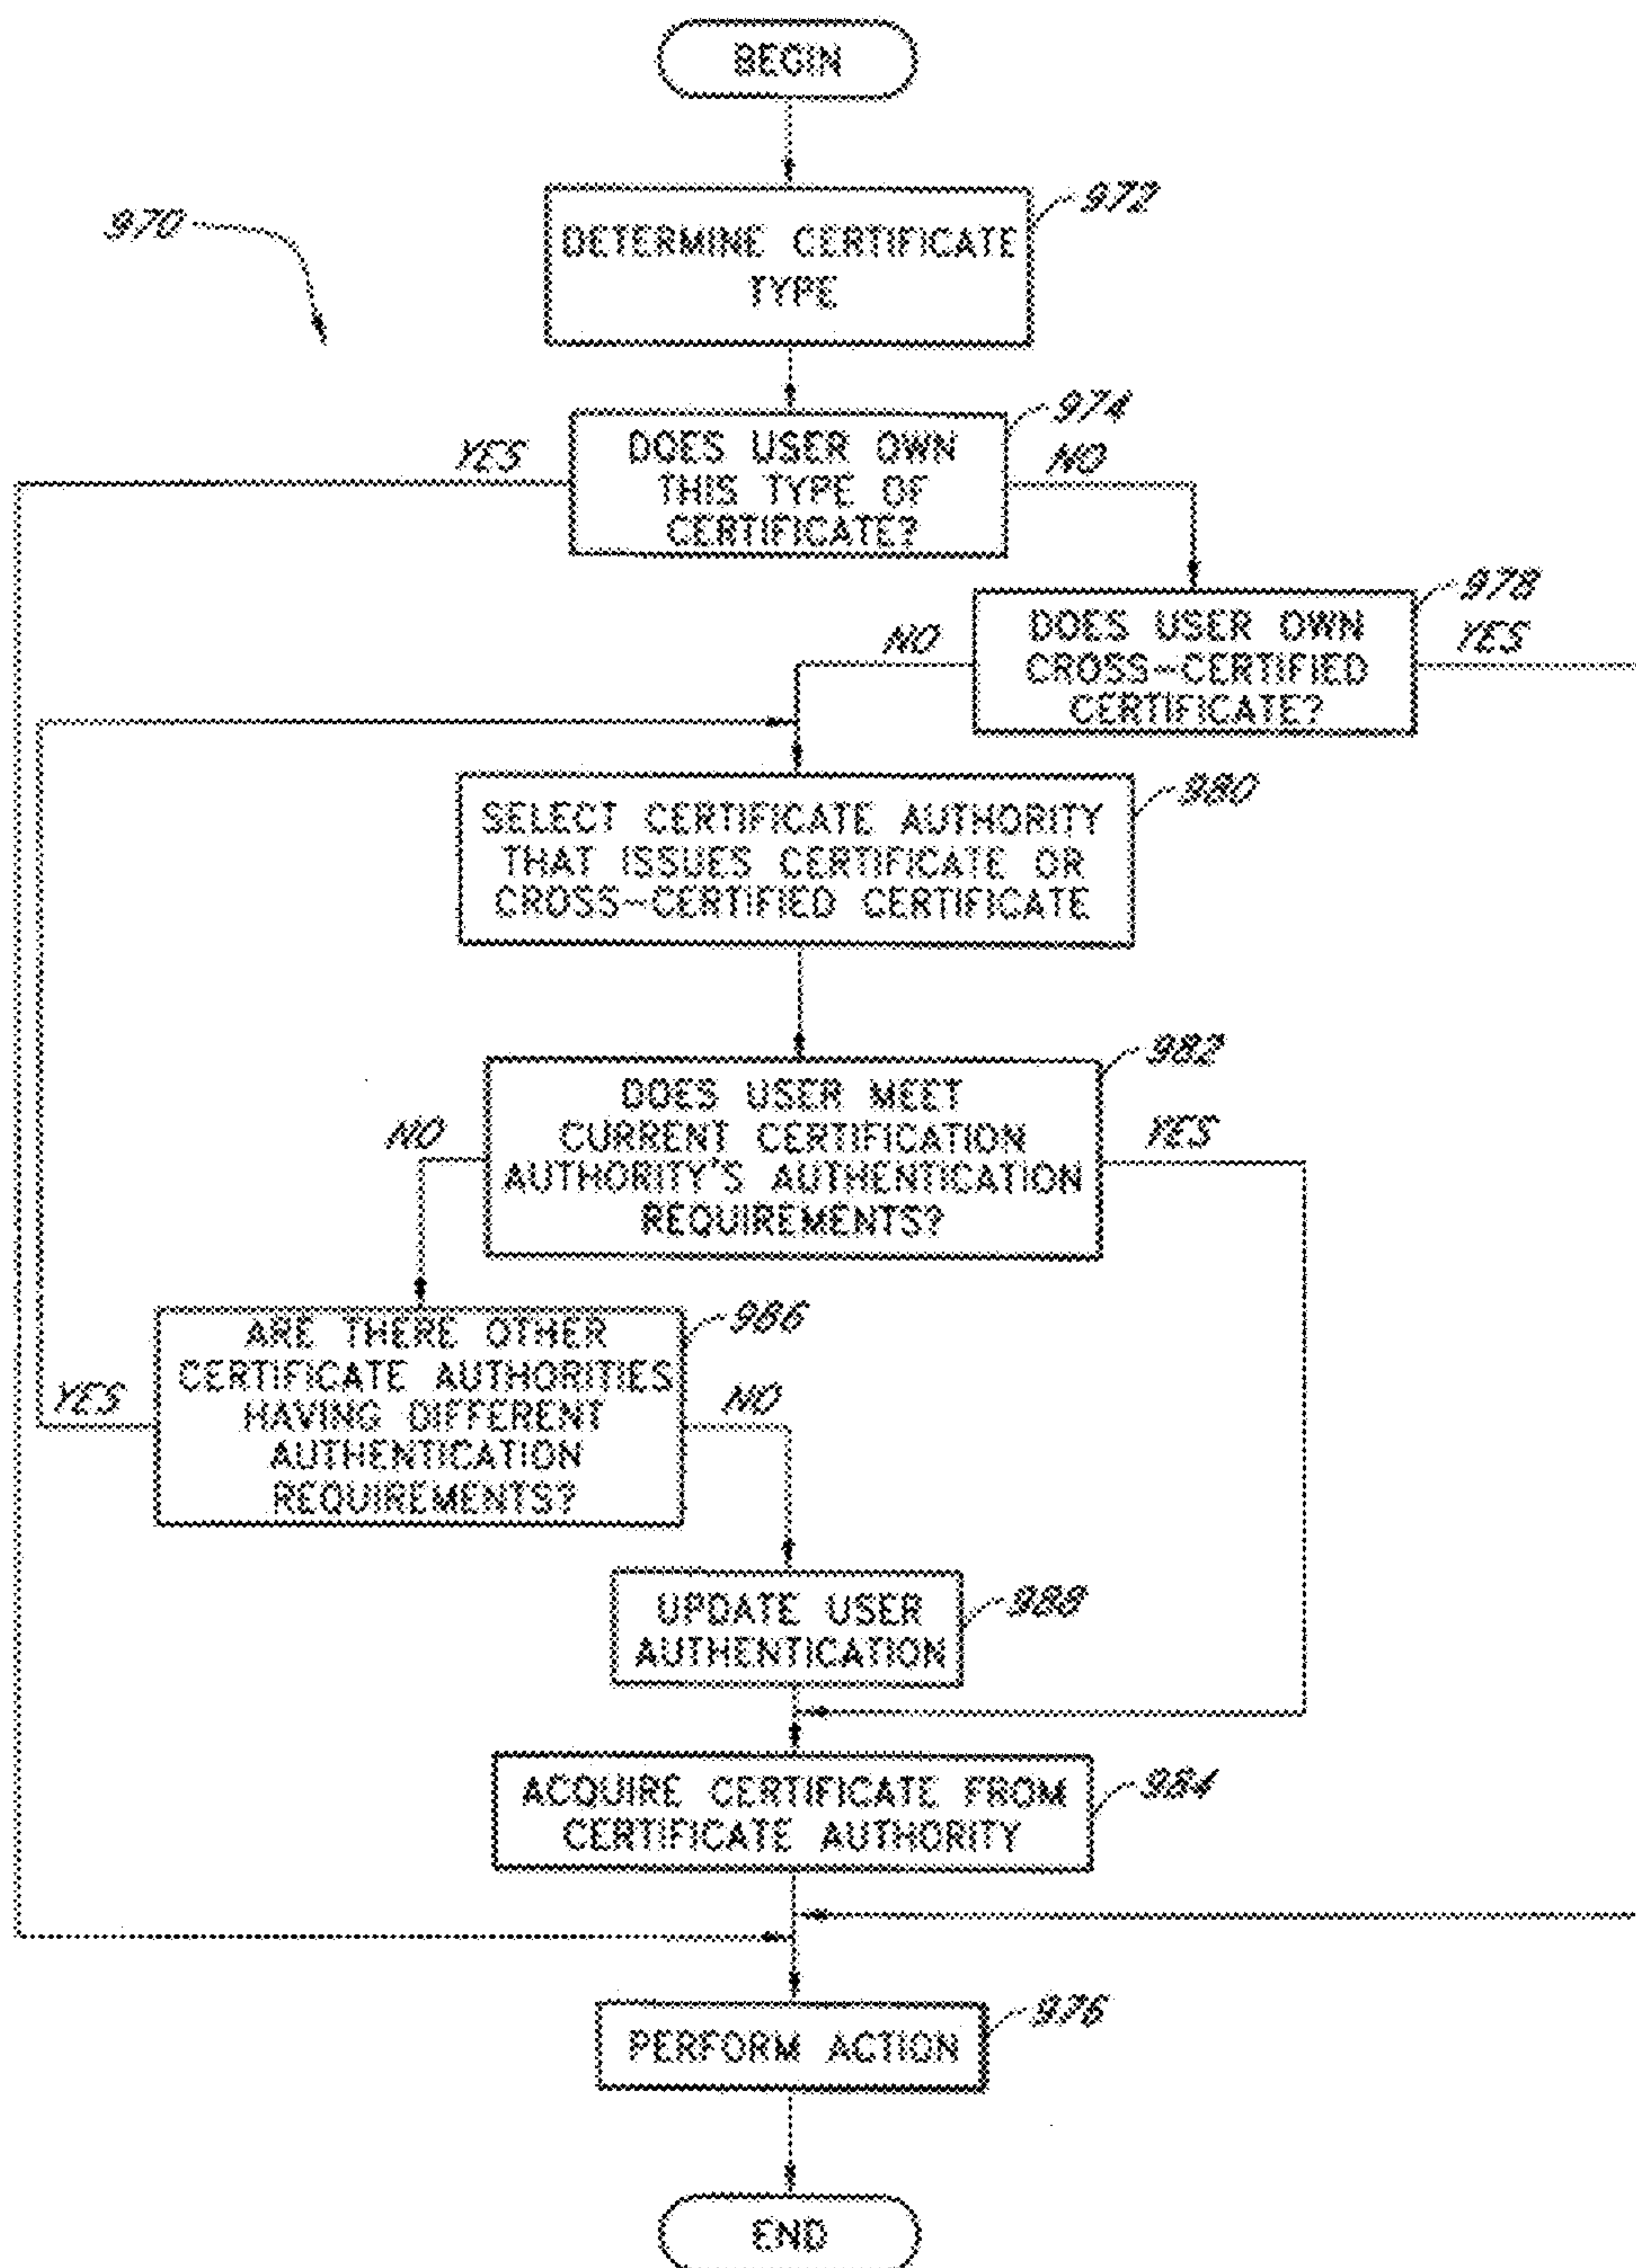 BEGIN
970
972
DETERMINE CERTIFICATE
TYPE
974
YES
DOES USER OWN
THIS TYPE OF
CERTIFICATE?
NO
978
NO
DOES USER OWN
CROSS-CERTIFIED
CERTIFICATE?
YES
980
SELECT CERTIFICATE AUTHORITY
THAT ISSUES CERTIFICATE OR
CROSS-CERTIFIED CERTIFICATE
982
NO
DOES USER MEET
CURRENT CERTIFICATION
AUTHORITY'S AUTHENTICATION
REQUIREMENTS?
YES
986
YES
ARE THERE OTHER
CERTIFICATE AUTHORITIES
HAVING DIFFERENT
AUTHENTICATION
REQUIREMENTS?
NO
988
UPDATE USER
AUTHENTICATION
984
ACQUIRE CERTIFICATE FROM
CERTIFICATE AUTHORITY
976
PERFORM ACTION
END